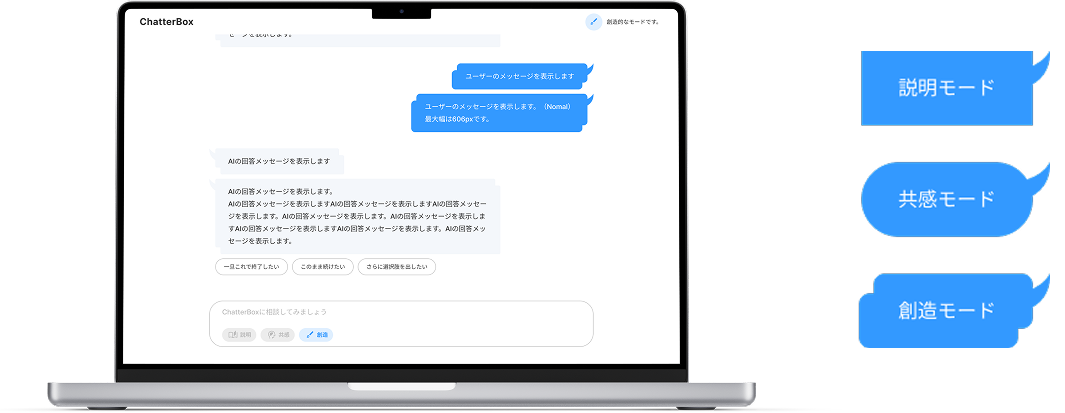 ChatterBox
創造的なモードです。
セージを表示します。
ユーザーのメッセージを表示します
ユーザーのメッセージを表示します。（Nomal）
最大幅は606pxです。
AIの回答メッセージを表示します
AIの回答メッセージを表示します。
AIの回答メッセージを表示しますAIの回答メッセージを表示しますAIの回答メッセー
ジを表示します。AIの回答メッセージを表示します。AIの回答メッセージを表示しま
すAIの回答メッセージを表示しますAIの回答メッセージを表示します。AIの回答メッ
セージを表示します。
一旦これで終了したい
このまま続けたい
さらに選択肢を出したい
ChatterBoxに相談してみましょう
説明
共感
創造
説明モード
共感モード
創造モード